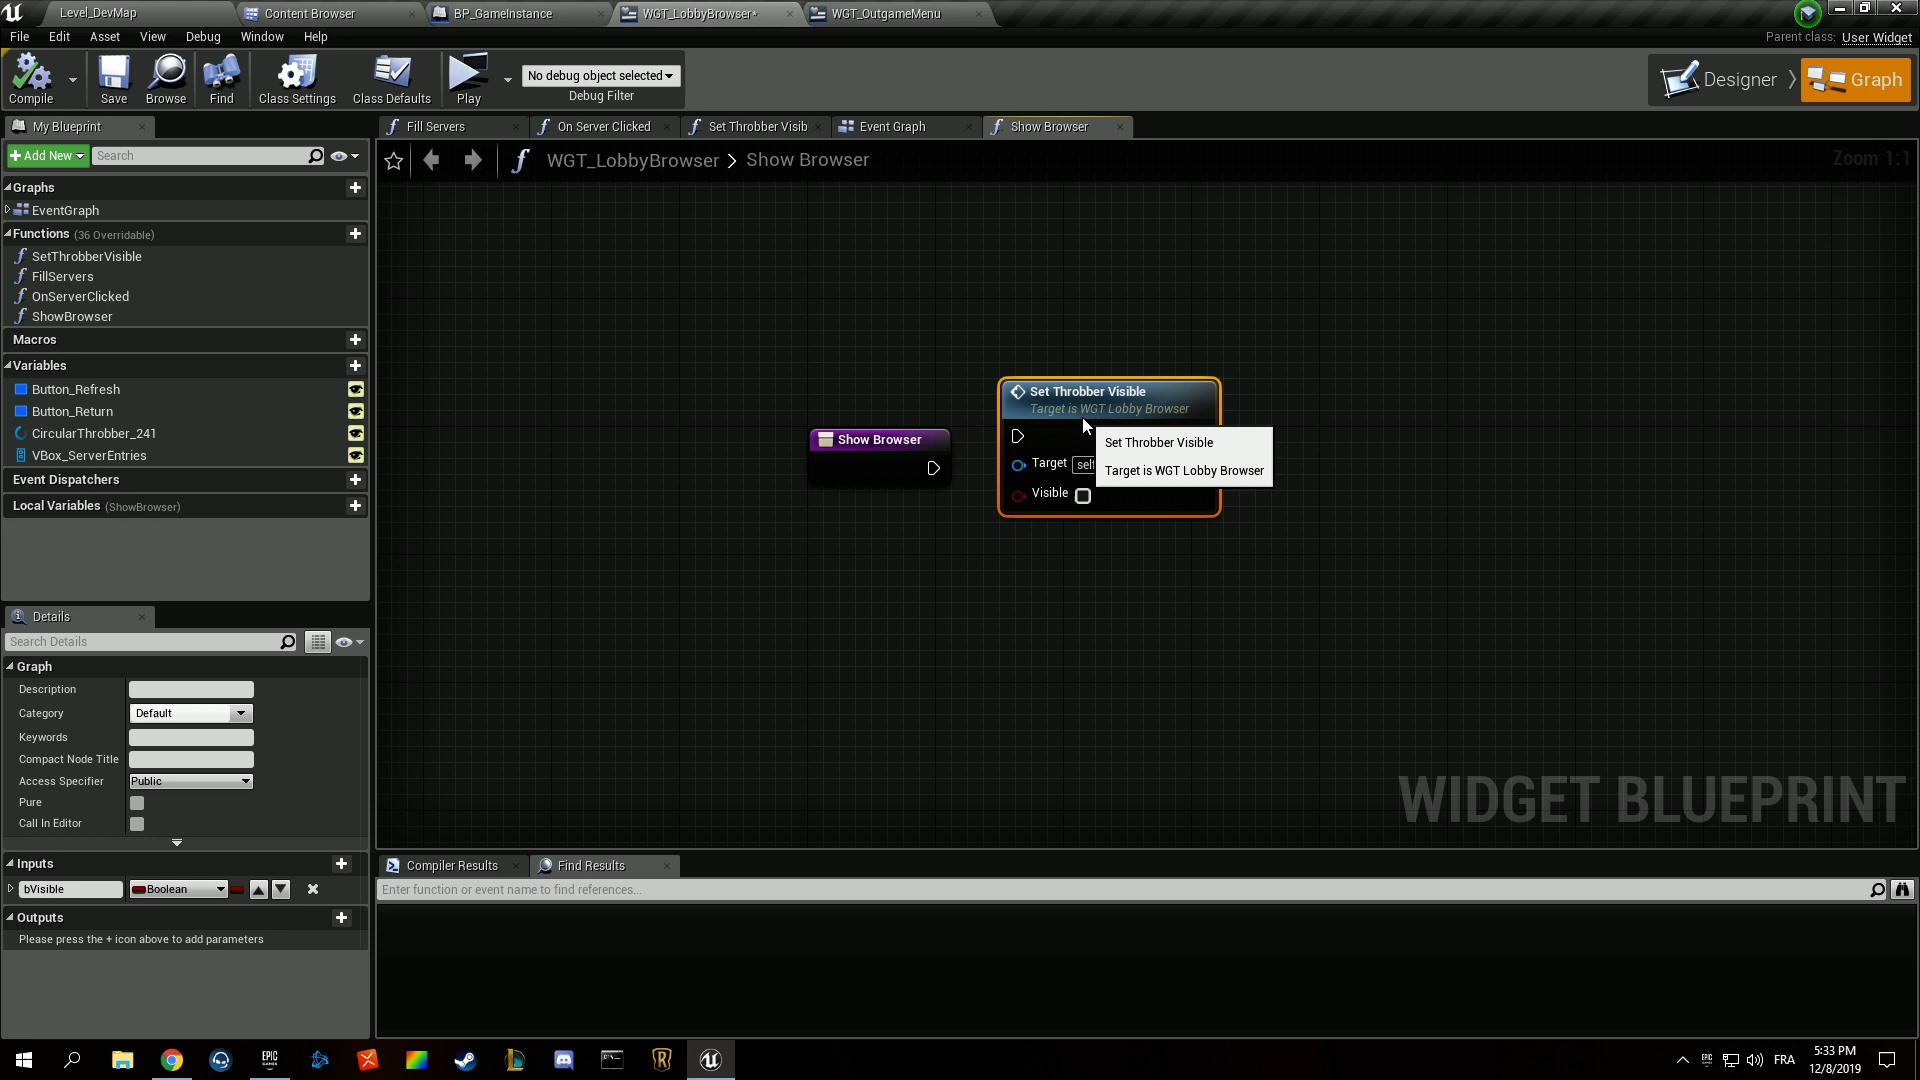 Level_DevMap
Content Browser
BP_GameInstance
WGT_LobbyBrowser*
WGT_OutgameMenu
File
Edit
Asset
View
Debug
Window
Help
Parent class: User Widget
Compile
Save
Browse
Find
Class Settings
Class Defaults
Play
No debug object selected
Debug Filter
Designer
Graph
My Blueprint
Fill Servers
On Server Clicked
Set Throbber Visib
Event Graph
Show Browser
Add New
Search
WGT_LobbyBrowser > Show Browser
Zoom 1:1
Graphs
EventGraph
Functions (36 Overridable)
SetThrobberVisible
FillServers
OnServerClicked
ShowBrowser
Macros
Variables
Button_Refresh
Button_Return
CircularThrobber_241
VBox_ServerEntries
Event Dispatchers
Local Variables (ShowBrowser)
Show Browser
Set Throbber Visible
Target is WGT Lobby Browser
Target
self
Visible
Set Throbber Visible
Target is WGT Lobby Browser
WIDGET BLUEPRINT
Details
Search Details
Graph
Description
Category
Default
Keywords
Compact Node Title
Access Specifier
Public
Pure
Call In Editor
Inputs
bVisible
Boolean
Outputs
Please press the + icon above to add parameters
Compiler Results
Find Results
Enter function or event name to find references...
EPIC
GAMES
FRA
5:33 PM
12/8/2019